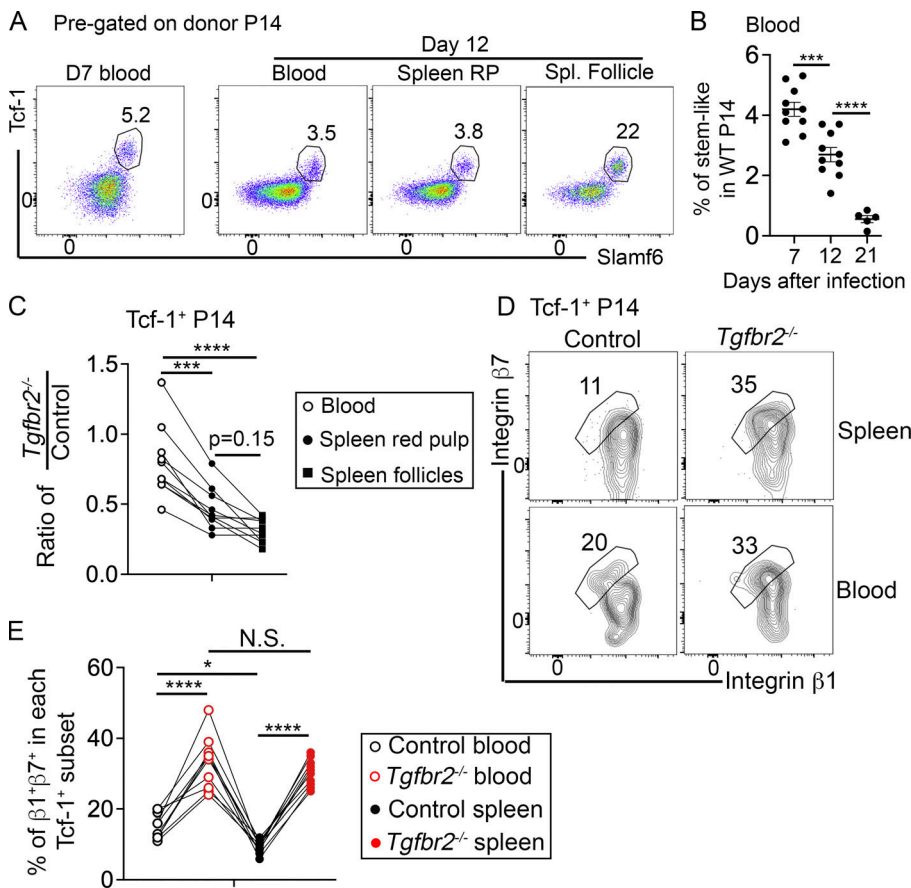 A Pre-gated on donor P14
Day 12
D7 blood Blood Spleen RP Spl. Follicle
Tcf-1
5.2 3.5 3.8 22
0 0
0 0 0 0
Slamf6
B Blood
% of stem-like
in WT P14
*** ****
6
4
2
0
7 12 21
Days after infection
C Tcf-1⁺ P14
Ratio of Tgfbr2⁻/⁻
Control
****
***
p=0.15
1.5
1.0
0.5
0.0
Blood
Spleen red pulp
Spleen follicles
D Tcf-1⁺ P14
Control Tgfbr2⁻/⁻
Integrin β7
11 35
0
Spleen
20 33
0
Blood
0 0
Integrin β1
E
% of β1⁺β7⁺ in each
Tcf-1⁺ subset
N.S.
*
**** ****
60
40
20
0
Control blood
Tgfbr2⁻/⁻ blood
Control spleen
Tgfbr2⁻/⁻ spleen